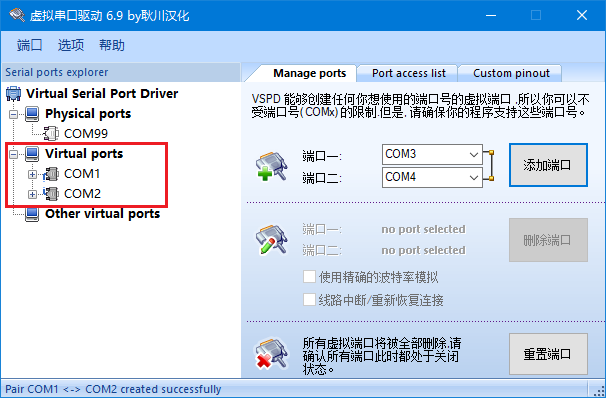 虚拟串口驱动 6.9 by耿川汉化
端口 选项 帮助
Serial ports explorer
Virtual Serial Port Driver
Physical ports
COM99
Virtual ports
COM1
COM2
Other virtual ports
Manage ports Port access list Custom pinout
VSPD 能够创建任何你想使用的端口号的虚拟端口 ,所以你可以不
受端口号(COMx) 的限制.但是, 请确保你的程序支持这些端口号。
端口一: COM3
端口二: COM4
添加端口
端口一: no port selected
端口二: no port selected
删除端口
使用精确的波特率模拟
线路中断/重新恢复连接
所有虚拟端口将被全部删除,请
确认所有端口此时都处于关闭
状态。
重置端口
Pair COM1 <-> COM2 created successfully